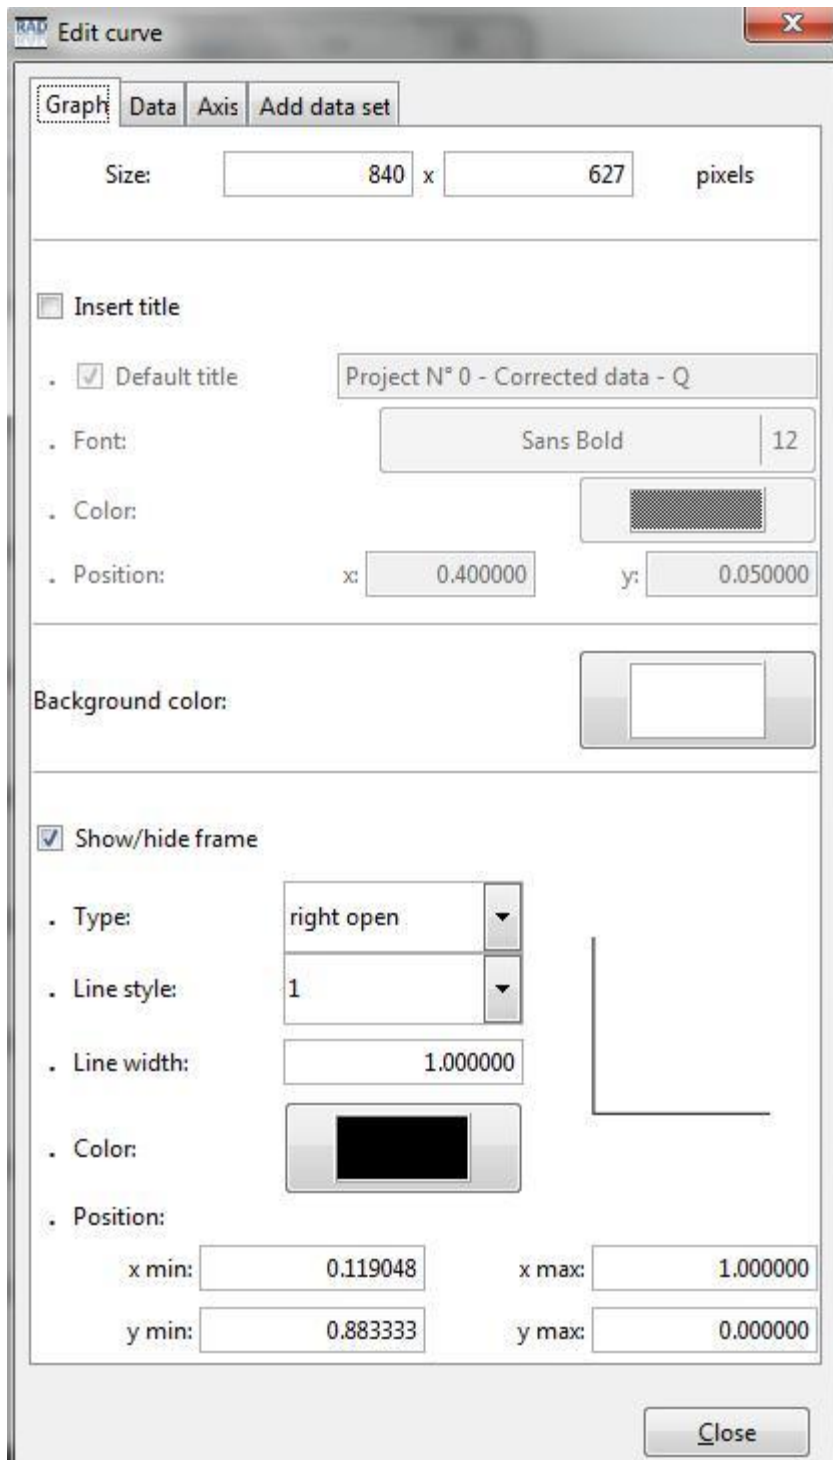 RAD Edit curve
Graph Data Axis Add data set
Size: 840 x 627 pixels
Insert title
. Default title Project N° 0 - Corrected data - Q
. Font: Sans Bold 12
. Color:
. Position: x: 0.400000 y: 0.050000
Background color:
Show/hide frame
. Type: right open
. Line style: 1
. Line width: 1.000000
. Color:
. Position:
x min: 0.119048 x max: 1.000000
y min: 0.883333 y max: 0.000000
Close